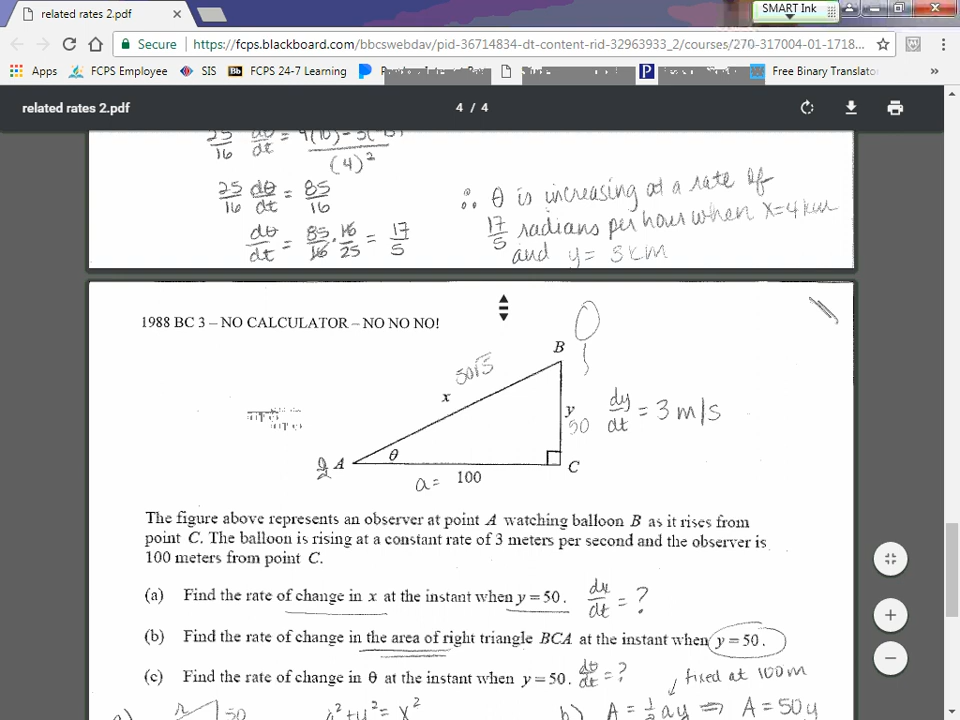 related rates 2.pdf
SMART Ink
Secure https://fcps.blackboard.com/bbcswebdav/pid-36714834-dt-content-rid-32963933_2/courses/270-317004-01-1718...
Apps FCPS Employee SIS Bb FCPS 24-7 Learning Free Binary Translato
related rates 2.pdf 4 / 4
25/16 dθ/dt =
(4)²
25/16 dθ/dt = 85/16
dθ/dt = 85/16 · 16/25 = 17/5
∴ θ is increasing at a rate of
17/5 radians per hour when x=4 km
and y = 3 km
1988 BC 3 – NO CALCULATOR – NO NO NO!
B
50√5
x
y
50
dy/dt = 3 m/s
A
θ
C
a = 100
The figure above represents an observer at point A watching balloon B as it rises from
point C. The balloon is rising at a constant rate of 3 meters per second and the observer is
100 meters from point C.
(a) Find the rate of change in x at the instant when y = 50. dx/dt = ?
(b) Find the rate of change in the area of right triangle BCA at the instant when y = 50.
(c) Find the rate of change in θ at the instant when y = 50. dθ/dt = ?
fixed at 100 m
a) 50 a² + y² = x² b) A = 1/2 ay ⇒ A = 50y